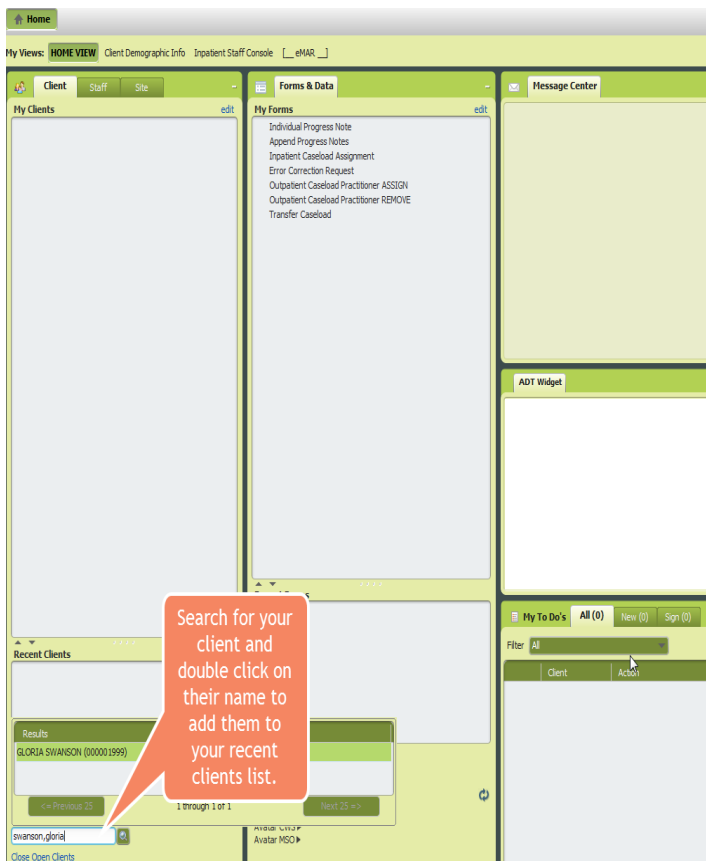 Home
My Views: HOME VIEW Client Demographic Info Inpatient Staff Console [__ eMAR __]
Client Staff Site
My Clients edit
Forms & Data
My Forms edit
Individual Progress Note
Append Progress Notes
Inpatient Caseload Assignment
Error Correction Request
Outpatient Caseload Practitioner ASSIGN
Outpatient Caseload Practitioner REMOVE
Transfer Caseload
Message Center
ADT Widget
My To Do's All (0) New (0) Sign (0)
Filter All
Client Action
Search for your
client and
double click on
their name to
add them to
your recent
clients list.
Recent Clients
Results
GLORIA SWANSON (000001999)
<= Previous 25 1 through 1 of 1 Next 25 =>
swanson,gloria
Close Open Clients
Avatar CWS
Avatar MSO